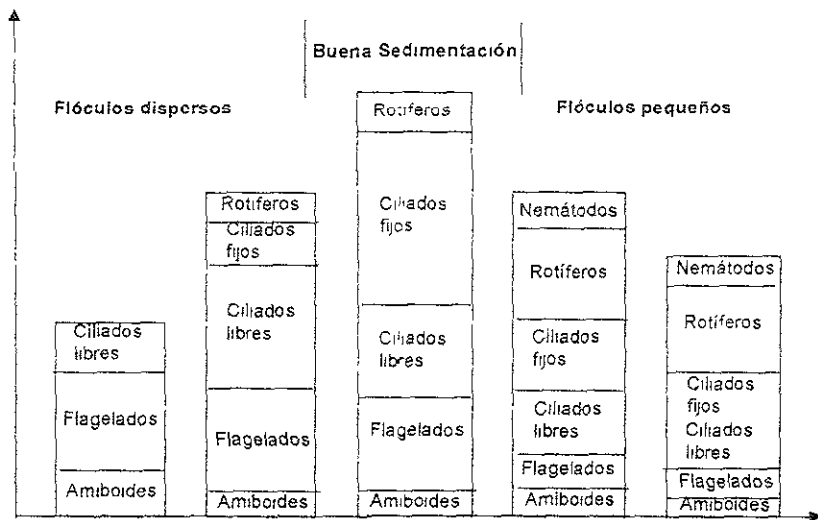 Buena Sedimentación
Flóculos dispersos
Flóculos pequeños
Ciliados
libres
Flagelados
Amiboides
Rotíferos
Ciliados
fijos
Ciliados
libres
Flagelados
Amiboides
Rotíferos
Ciliados
fijos
Ciliados
libres
Flagelados
Amiboides
Nemátodos
Rotíferos
Ciliados
fijos
Ciliados
libres
Flagelados
Amiboides
Nemátodos
Rotíferos
Ciliados
fijos
Ciliados
libres
Flagelados
Amiboides